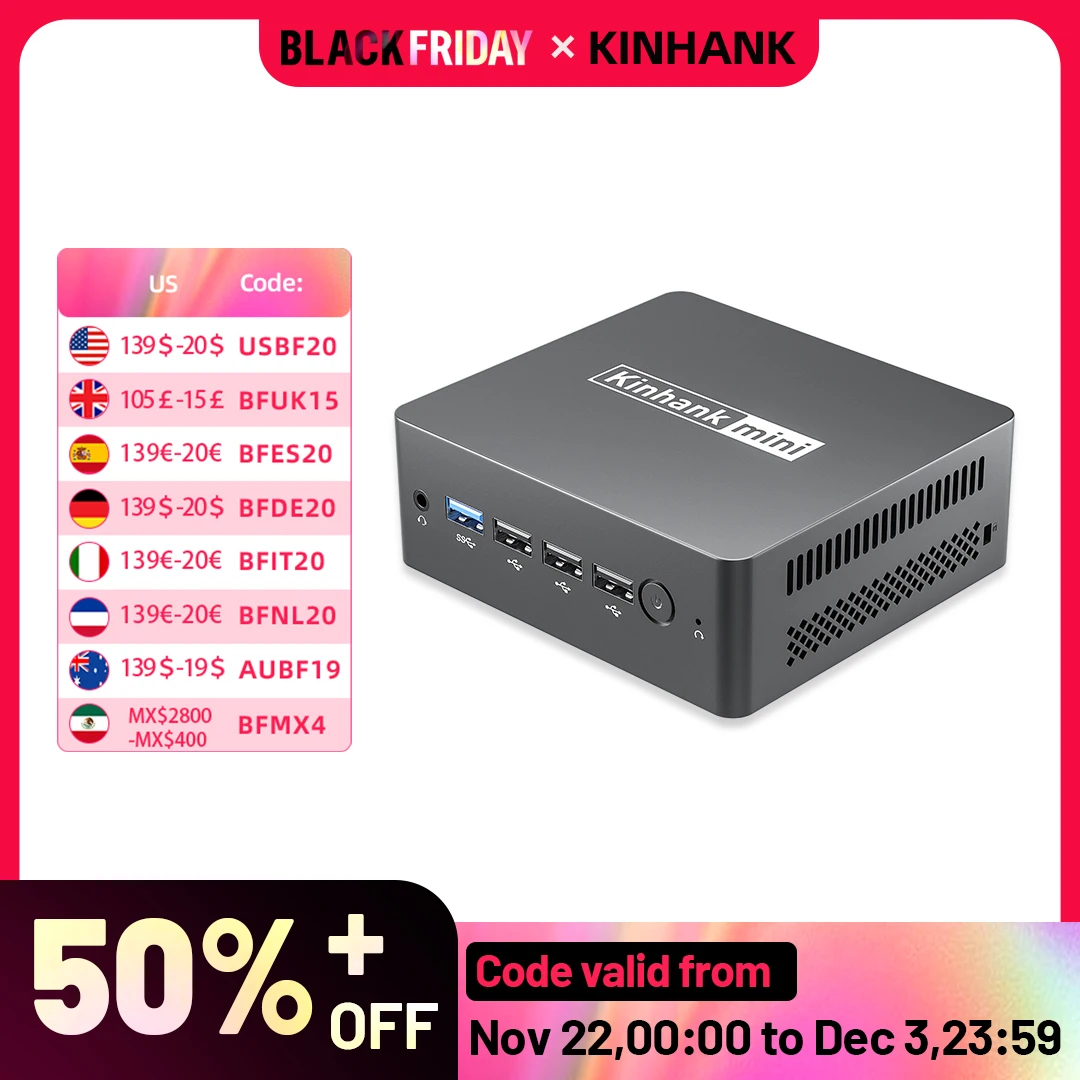 BLACK FRIDAY × KINHANK
US Code:
139$-20$ USBF20
105£-15£ BFUK15
139€-20€ BFES20
139$-20$ BFDE20
139€-20€ BFIT20
139€-20€ BFNL20
139$-19$ AUBF19
MX$2800
-MX$400 BFMX4
Kinhank mini
50%+ OFF
Code valid from
Nov 22,00:00 to Dec 3,23:59